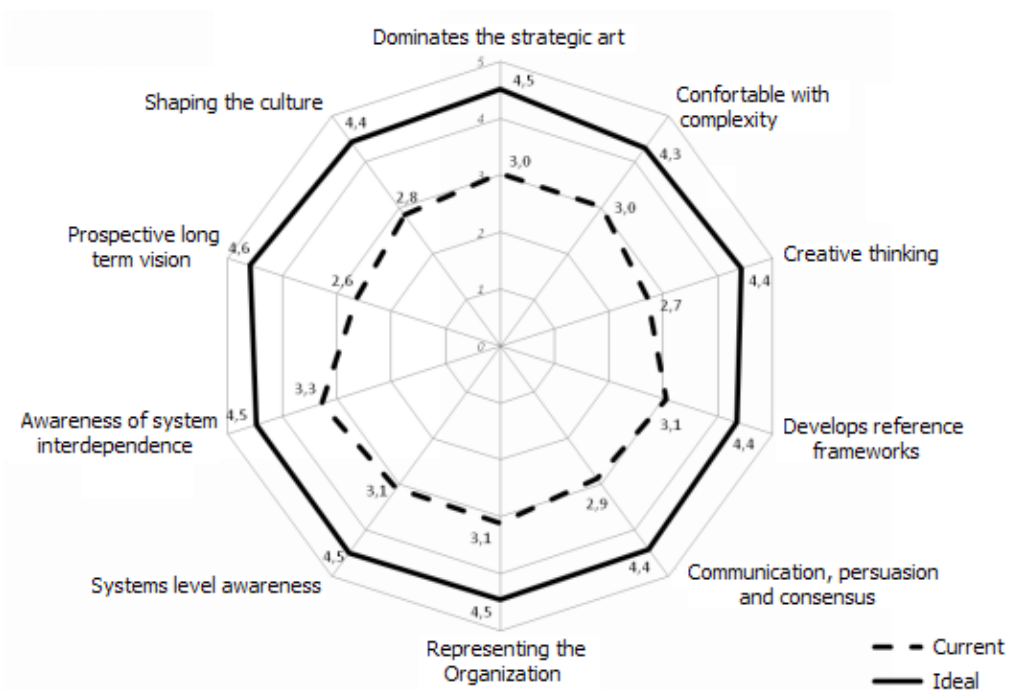 Dominates the strategic art
5
4,5
Shaping the culture
4,4
Confortable with
complexity
4
4,3
3
3,0
2,8
3,0
Prospective long
term vision
4,6
2
2,6
Creative thinking
4,4
1
2,7
0
3,3
Awareness of system
interdependence
4,5
3,1
Develops reference
frameworks
4,4
3,1
2,9
3,1
Systems level awareness
4,5
4,4
Communication, persuasion
and consensus
4,5
Representing the
Organization
Current
Ideal